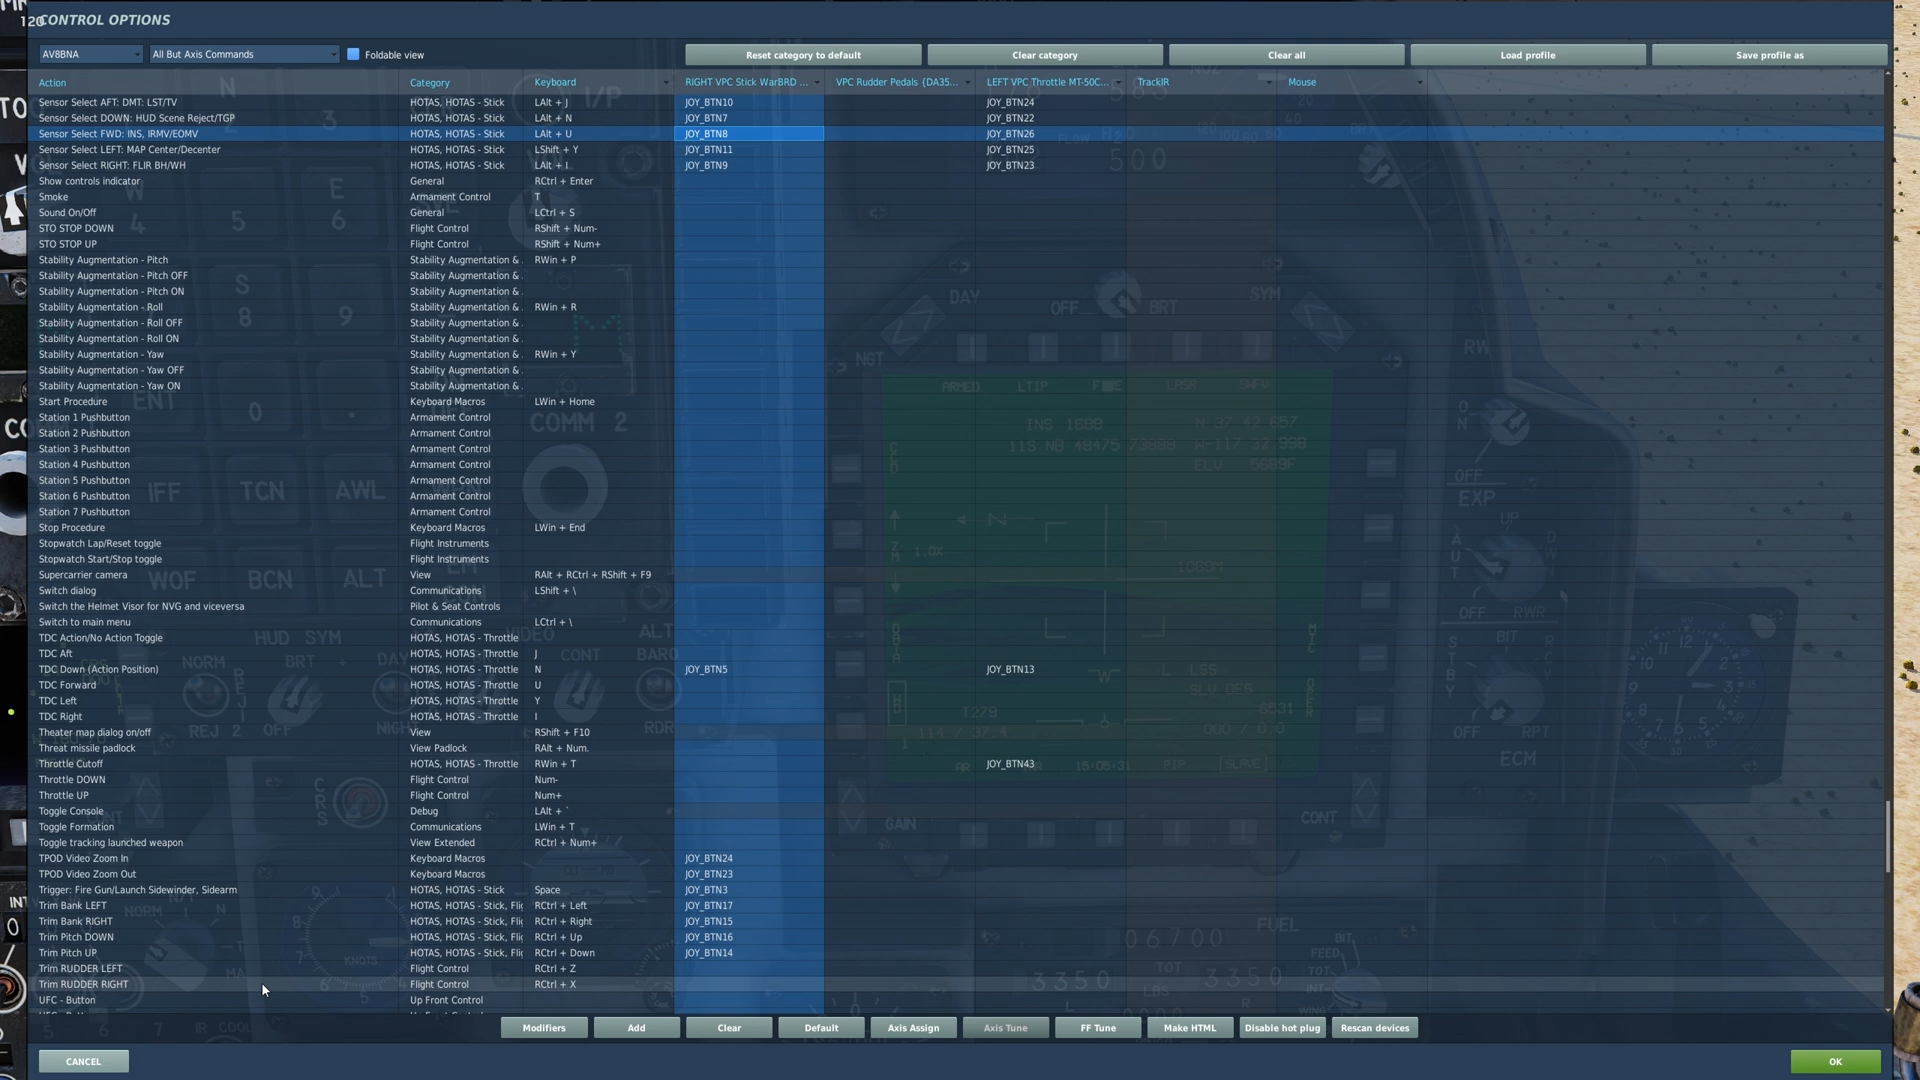 CONTROL OPTIONS
AV8BNA All But Axis Commands Foldable view Reset category to default Clear category Clear all Load profile Save profile as
Action Category Keyboard RIGHT VPC Stick WarBRD ... VPC Rudder Pedals {DA35... LEFT VPC Throttle MT-50C... TrackIR Mouse
Sensor Select AFT: DMT: LST/TV HOTAS, HOTAS - Stick LAlt + J JOY_BTN10 JOY_BTN24
Sensor Select DOWN: HUD Scene Reject/TGP HOTAS, HOTAS - Stick LAlt + N JOY_BTN7 JOY_BTN22
Sensor Select FWD: INS, IRMV/EOMV HOTAS, HOTAS - Stick LAlt + U JOY_BTN8 JOY_BTN26
Sensor Select LEFT: MAP Center/Decenter HOTAS, HOTAS - Stick LShift + Y JOY_BTN11 JOY_BTN25
Sensor Select RIGHT: FLIR BH/WH HOTAS, HOTAS - Stick LAlt + I JOY_BTN9 JOY_BTN23
Show controls indicator General RCtrl + Enter
Smoke Armament Control T
Sound On/Off General LCtrl + S
STO STOP DOWN Flight Control RShift + Num-
STO STOP UP Flight Control RShift + Num+
Stability Augmentation - Pitch Stability Augmentation & . RWin + P
Stability Augmentation - Pitch OFF Stability Augmentation & .
Stability Augmentation - Pitch ON Stability Augmentation & .
Stability Augmentation - Roll Stability Augmentation & . RWin + R
Stability Augmentation - Roll OFF Stability Augmentation & .
Stability Augmentation - Roll ON Stability Augmentation & .
Stability Augmentation - Yaw Stability Augmentation & . RWin + Y
Stability Augmentation - Yaw OFF Stability Augmentation & .
Stability Augmentation - Yaw ON Stability Augmentation & .
Start Procedure Keyboard Macros LWin + Home
Station 1 Pushbutton Armament Control
Station 2 Pushbutton Armament Control
Station 3 Pushbutton Armament Control
Station 4 Pushbutton Armament Control
Station 5 Pushbutton Armament Control
Station 6 Pushbutton Armament Control
Station 7 Pushbutton Armament Control
Stop Procedure Keyboard Macros LWin + End
Stopwatch Lap/Reset toggle Flight Instruments
Stopwatch Start/Stop toggle Flight Instruments
Supercarrier camera View RAlt + RCtrl + RShift + F9
Switch dialog Communications LShift + \
Switch the Helmet Visor for NVG and viceversa Pilot & Seat Controls
Switch to main menu Communications LCtrl + \
TDC Action/No Action Toggle HOTAS, HOTAS - Throttle
TDC Aft HOTAS, HOTAS - Throttle J
TDC Down (Action Position) HOTAS, HOTAS - Throttle N JOY_BTN5 JOY_BTN13
TDC Forward HOTAS, HOTAS - Throttle U
TDC Left HOTAS, HOTAS - Throttle Y
TDC Right HOTAS, HOTAS - Throttle I
Theater map dialog on/off View RShift + F10
Threat missile padlock View Padlock RAlt + Num.
Throttle Cutoff HOTAS, HOTAS - Throttle RWin + T JOY_BTN43
Throttle DOWN Flight Control Num-
Throttle UP Flight Control Num+
Toggle Console Debug LAlt + `
Toggle Formation Communications LWin + T
Toggle tracking launched weapon View Extended RCtrl + Num+
TPOD Video Zoom In Keyboard Macros JOY_BTN24
TPOD Video Zoom Out Keyboard Macros JOY_BTN23
Trigger: Fire Gun/Launch Sidewinder, Sidearm HOTAS, HOTAS - Stick Space JOY_BTN3
Trim Bank LEFT HOTAS, HOTAS - Stick, Flig RCtrl + Left JOY_BTN17
Trim Bank RIGHT HOTAS, HOTAS - Stick, Flig RCtrl + Right JOY_BTN15
Trim Pitch DOWN HOTAS, HOTAS - Stick, Flig RCtrl + Up JOY_BTN16
Trim Pitch UP HOTAS, HOTAS - Stick, Flig RCtrl + Down JOY_BTN14
Trim RUDDER LEFT Flight Control RCtrl + Z
Trim RUDDER RIGHT Flight Control RCtrl + X
UFC - Button Up Front Control
Modifiers Add Clear Default Axis Assign Axis Tune FF Tune Make HTML Disable hot plug Rescan devices
CANCEL OK